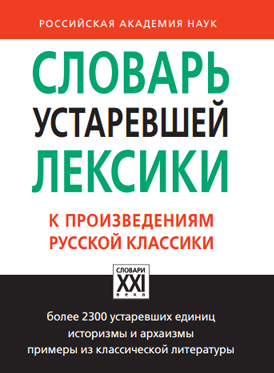 РОССИЙСКАЯ АКАДЕМИЯ НАУК
СЛОВАРЬ
УСТАРЕВШЕЙ
ЛЕКСИКИ
К ПРОИЗВЕДЕНИЯМ
РУССКОЙ КЛАССИКИ
СЛОВАРИ
XXI
века
более 2300 устаревших единиц
историзмы и архаизмы
примеры из классической литературы